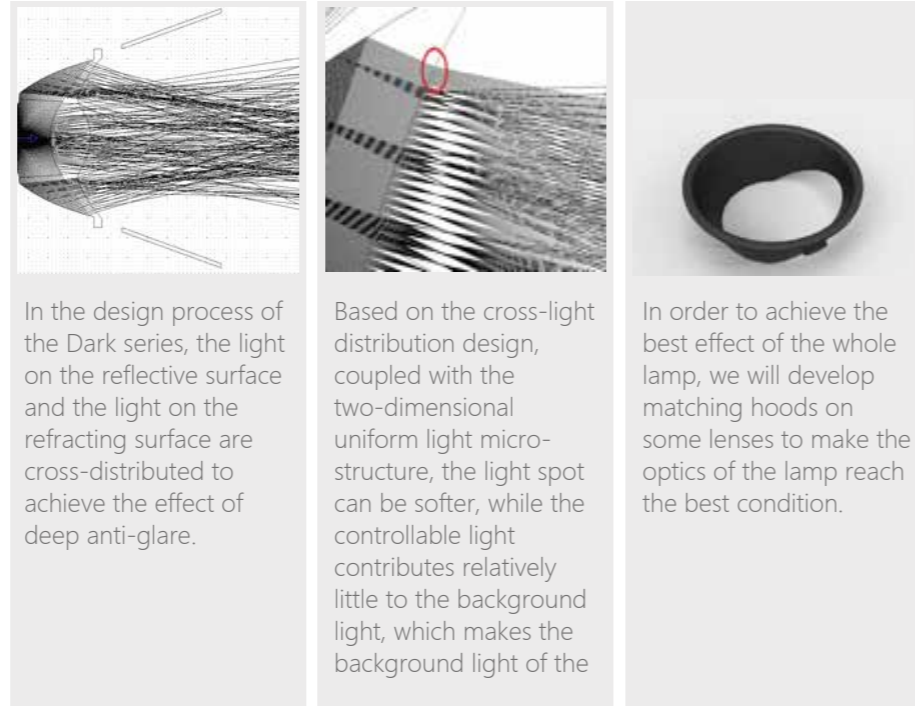 In the design process of
the Dark series, the light
on the reflective surface
and the light on the
refracting surface are
cross-distributed to
achieve the effect of
deep anti-glare.
Based on the cross-light
distribution design,
coupled with the
two-dimensional
uniform light micro-
structure, the light spot
can be softer, while the
controllable light
contributes relatively
little to the background
light, which makes the
background light of the
In order to achieve the
best effect of the whole
lamp, we will develop
matching hoods on
some lenses to make the
optics of the lamp reach
the best condition.